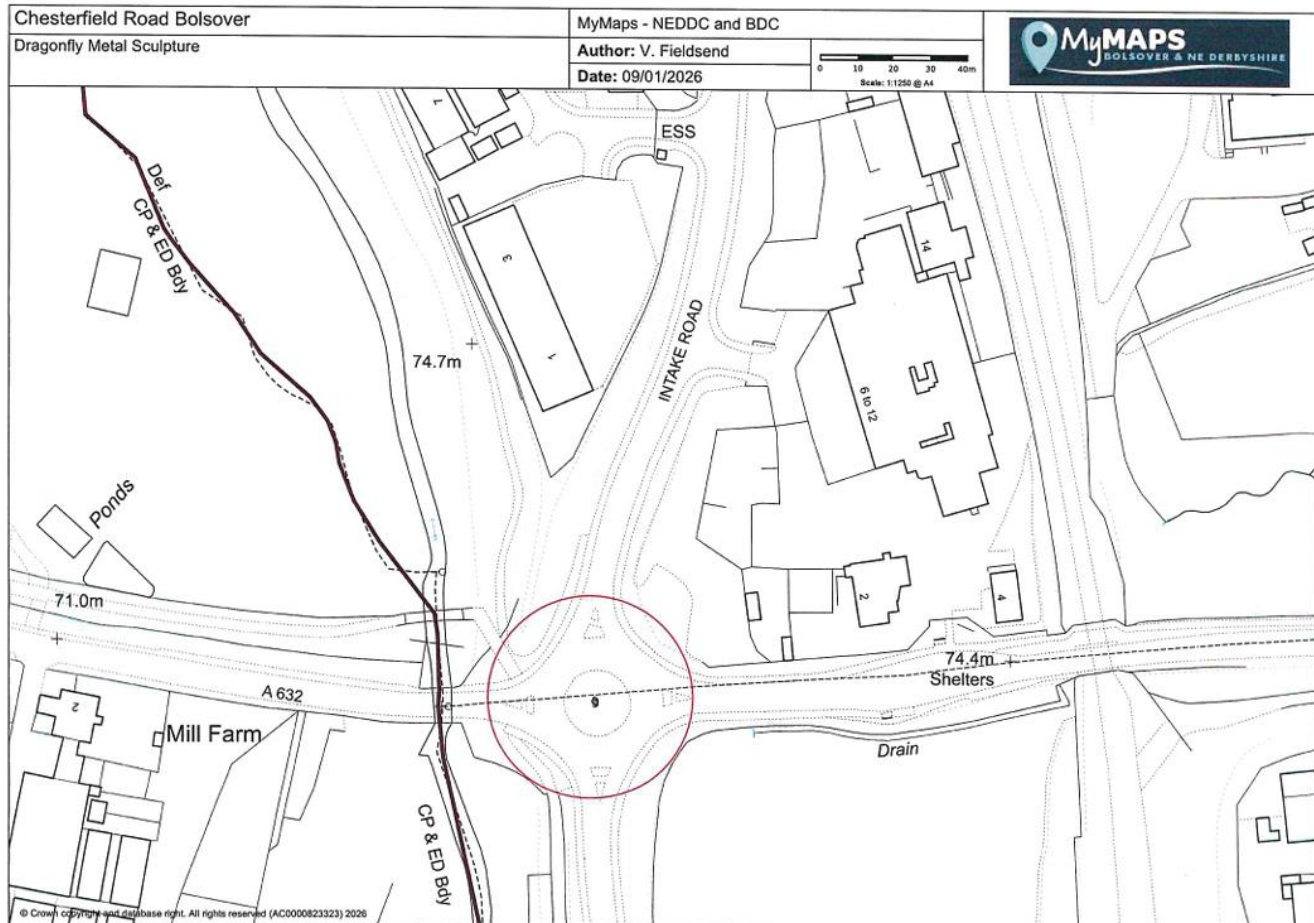 Chesterfield Road Bolsover
Dragonfly Metal Sculpture
MyMaps - NEDDC and BDC
Author: V. Fieldsend
Date: 09/01/2026
0 10 20 30 40m
Scale: 1:1250 @ A4
MyMAPS
BOLSOVER & NE DERBYSHIRE
7
ESS
Def
CP & ED Bdy
3
14
74.7m
INTAKE ROAD
1
6 to 12
Ponds
71.0m
2
4
74.4m
Shelters
A 632
2
Mill Farm
Drain
CP & ED Bdy
© Crown copyright and database right. All rights reserved (AC0000823323) 2026